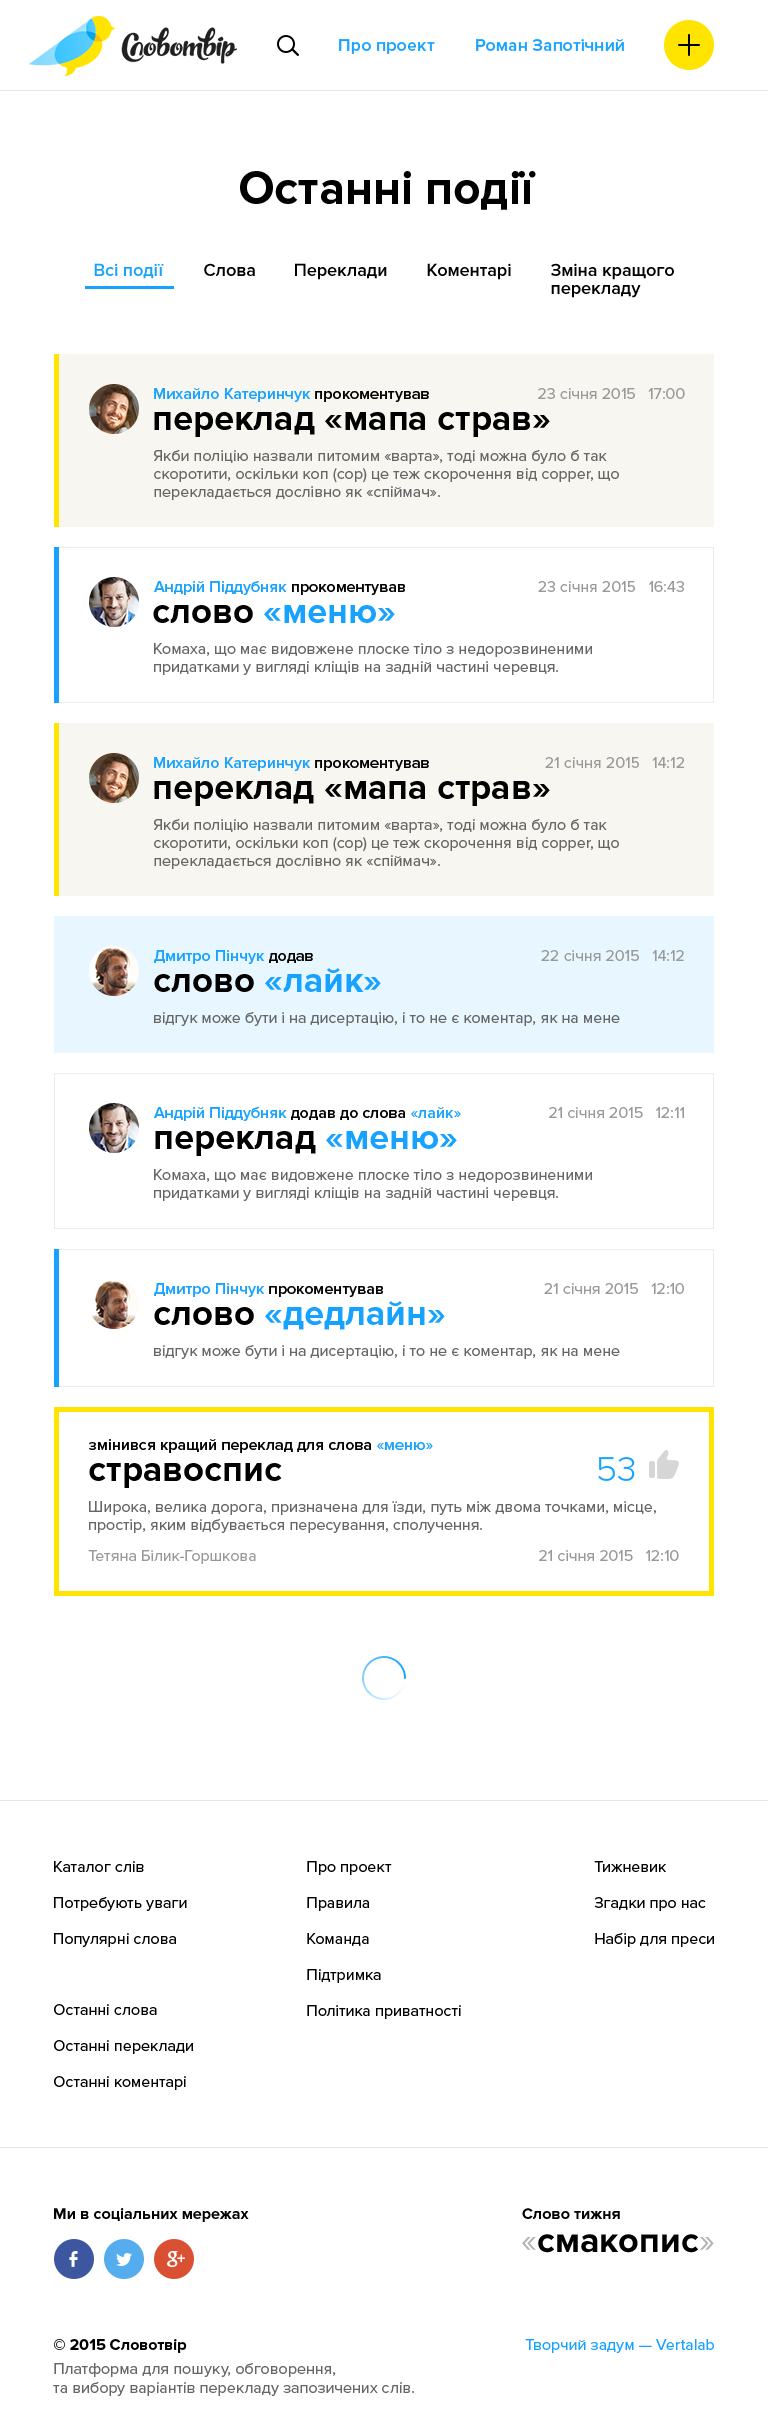 Словотвір
Про проект
Роман Запотічний
Останні події
Всі події
Слова
Переклади
Коментарі
Зміна кращого
перекладу
Михайло Катеринчук прокоментував
23 січня 2015 17:00
переклад «мапа страв»
Якби поліцію назвали питомим «варта», тоді можна було б так
скоротити, оскільки коп (cop) це теж скорочення від copper, що
перекладається дослівно як «спіймач».
Андрій Піддубняк прокоментував
23 січня 2015 16:43
слово «меню»
Комаха, що має видовжене плоске тіло з недорозвиненими
придатками у вигляді кліщів на задній частині черевця.
Михайло Катеринчук прокоментував
21 січня 2015 14:12
переклад «мапа страв»
Якби поліцію назвали питомим «варта», тоді можна було б так
скоротити, оскільки коп (cop) це теж скорочення від copper, що
перекладається дослівно як «спіймач».
Дмитро Пінчук додав
22 січня 2015 14:12
слово «лайк»
відгук може бути і на дисертацію, і то не є коментар, як на мене
Андрій Піддубняк додав до слова «лайк»
21 січня 2015 12:11
переклад «меню»
Комаха, що має видовжене плоске тіло з недорозвиненими
придатками у вигляді кліщів на задній частині черевця.
Дмитро Пінчук прокоментував
21 січня 2015 12:10
слово «дедлайн»
відгук може бути і на дисертацію, і то не є коментар, як на мене
змінився кращий переклад для слова «меню»
стравоспис
53
Широка, велика дорога, призначена для їзди, путь між двома точками, місце,
простір, яким відбувається пересування, сполучення.
Тетяна Білик-Горшкова
21 січня 2015 12:10
Каталог слів
Потребують уваги
Популярні слова
Останні слова
Останні переклади
Останні коментарі
Про проект
Правила
Команда
Підтримка
Політика приватності
Тижневик
Згадки про нас
Набір для преси
Ми в соціальних мережах
Слово тижня
«смакопис»
© 2015 Словотвір
Творчий задум — Vertalab
Платформа для пошуку, обговорення,
та вибору варіантів перекладу запозичених слів.